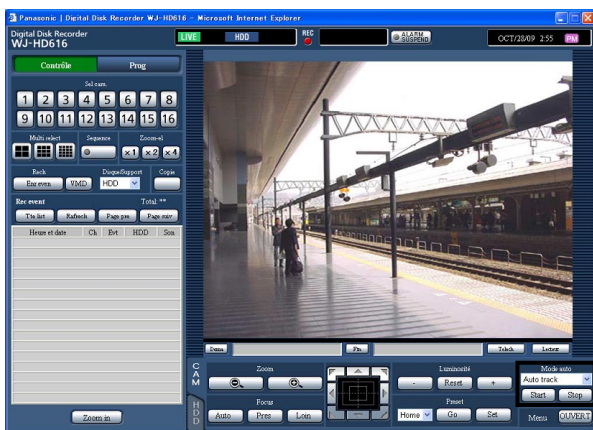 Panasonic | Digital Disk Recorder WJ-HD616 - Microsoft Internet Explorer
Digital Disk Recorder
WJ-HD616
LIVE HDD REC ALARM SUSPEND OCT/28/09 2:55 PM
Contrôle Prog
Sel cam.
1 2 3 4 5 6 7 8
9 10 11 12 13 14 15 16
Multi select Sequence Zoom-el
x1 x2 x4
Rech Disque/Support Copie
Enr even VMD HDD
Rec event Total: **
Tte list Rafraich Page pre Page suiv
Heure et date Ch Evt HDD Son
Zoom in
Fin Telech Lecteur
CAM
HDD
Zoom
Focus
Auto Pres Loin
Luminorité
- Reset +
Preset
Home Go Set
Mode auto
Auto track
Start Stop
Menu OUVERT